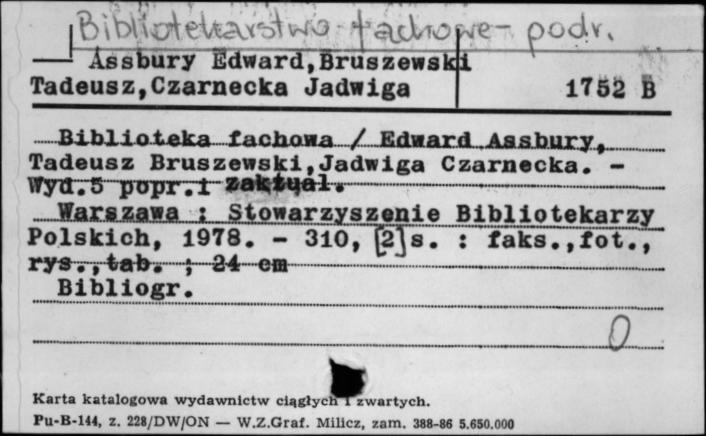 Bibliotekarstwo fachowe - podr.
Assbury Edward,Bruszewski
Tadeusz,Czarnecka Jadwiga 1752 B
Biblioteka fachowa / Edward Assbury,
Tadeusz Bruszewski,Jadwiga Czarnecka. -
Wyd.5 popr.i zaktual.
Warszawa : Stowarzyszenie Bibliotekarzy
Polskich, 1978. - 310, [2]s. : faks.,fot.,
rys.,tab. ; 24 cm
Bibliogr.
0
Karta katalogowa wydawnictw ciągłych i zwartych.
Pu-B-144, z. 228/DW/ON — W.Z.Graf. Milicz, zam. 388-86 5.650.000